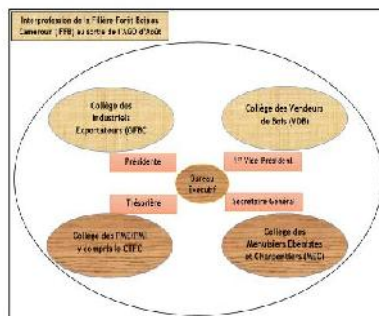 Interprofession de la Filière Forêt Bois au
Cameroun (IFFB) au sortir de l'AGO d'Août
Collège des
Industriels
Exportateurs (GFBC
Collège des Vendeurs
de Bois (VDB)
Présidente
1er Vice Président
Bureau
Exécutif
Trésorière
Secrétaire Général
Collège des PME/PMI
y compris le CTFC
Collège des
Menuisiers Ebénistes
et Charpentiers (MEC)